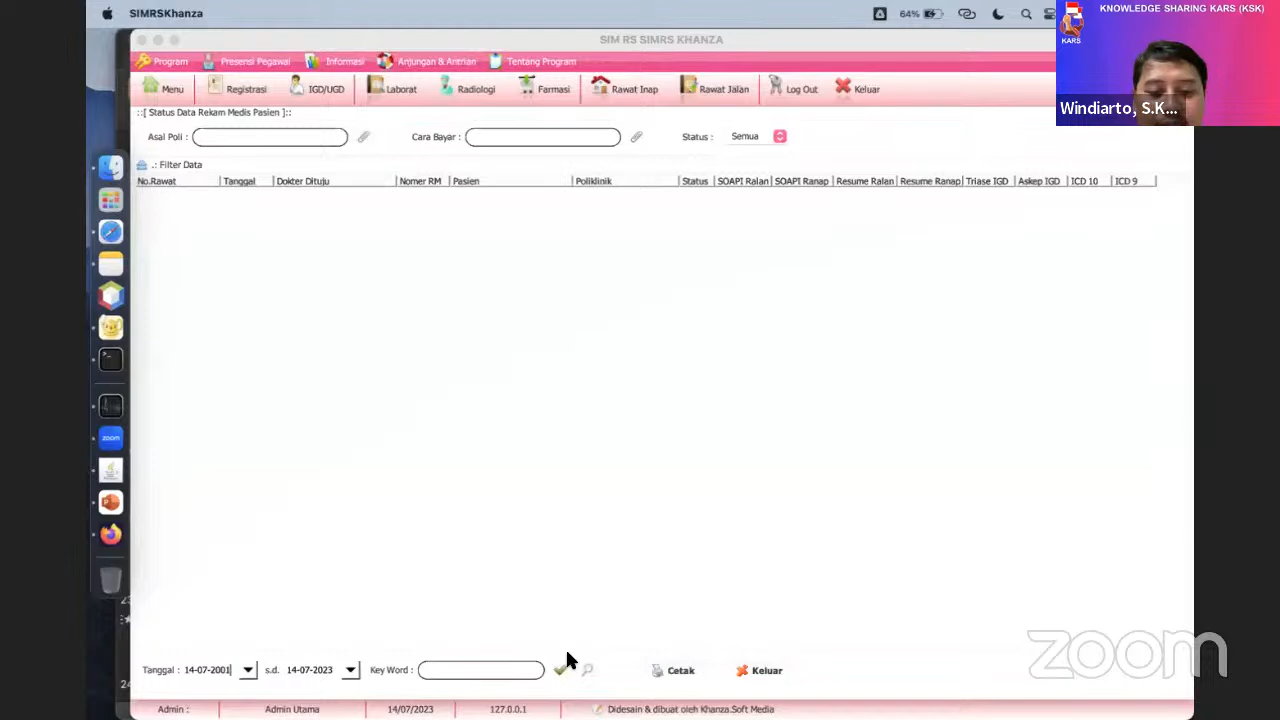 SIMRSKhanza
64%
KNOWLEDGE SHARING KARS (KSK)
KARS
Windiarto, S.K...
SIM RS SIMRS KHANZA
Program Presensi Pegawai Informasi Anjungan & Antrian Tentang Program
Menu Registrasi IGD/UGD Laborat Radiologi Farmasi Rawat Inap Rawat Jalan Log Out Keluar
::[ Status Data Rekam Medis Pasien ]::
Asal Poli : Cara Bayar : Status : Semua
.: Filter Data
No.Rawat Tanggal Dokter Dituju Nomer RM Pasien Poliklinik Status SOAPI Ralan SOAPI Ranap Resume Ralan Resume Ranap Triase IGD Askep IGD ICD 10 ICD 9
zoom
Tanggal : 14-07-2001 s.d. 14-07-2023 Key Word : Cetak Keluar
zoom
Admin : Admin Utama 14/07/2023 127.0.0.1 Didesain & dibuat oleh Khanza.Soft Media